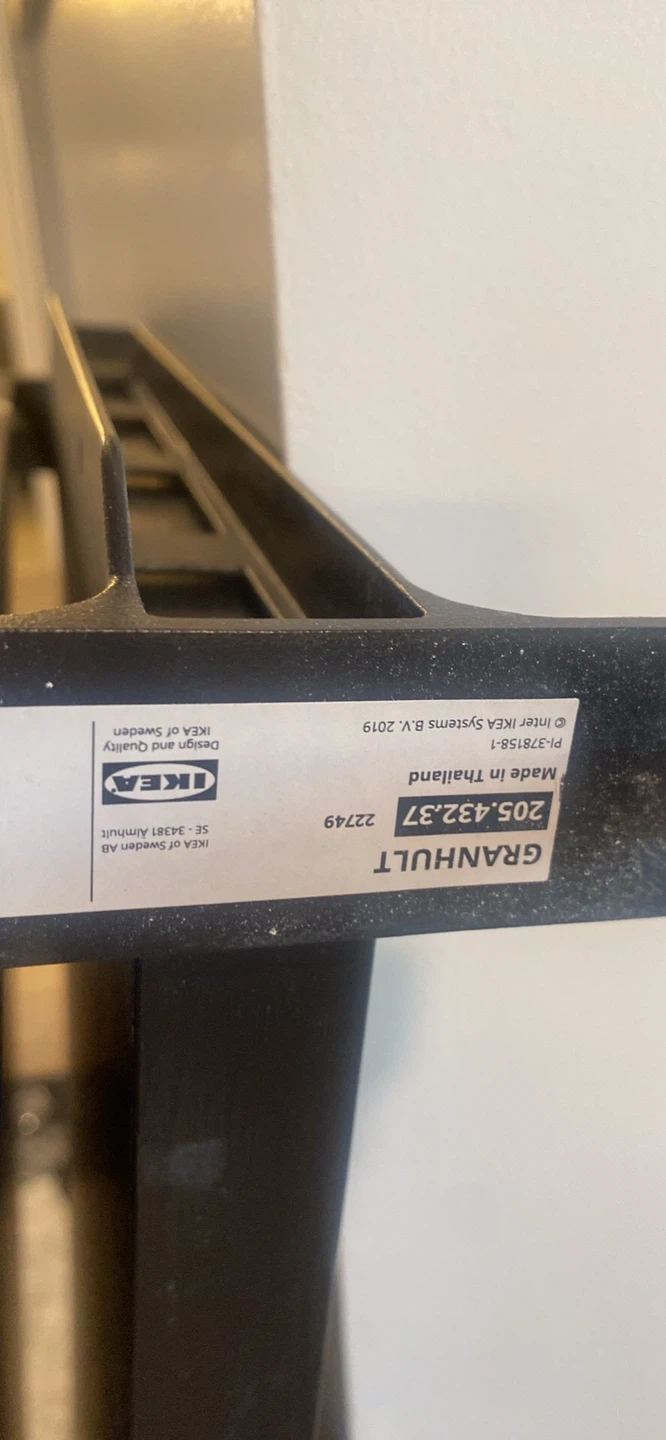 GRANHULT
205.432.37 22749
Made in Thailand
PI-378158-1
© Inter IKEA Systems B.V. 2019
IKEA of Sweden AB
SE - 34381 Älmhult
IKEA
Design and Quality
IKEA of Sweden